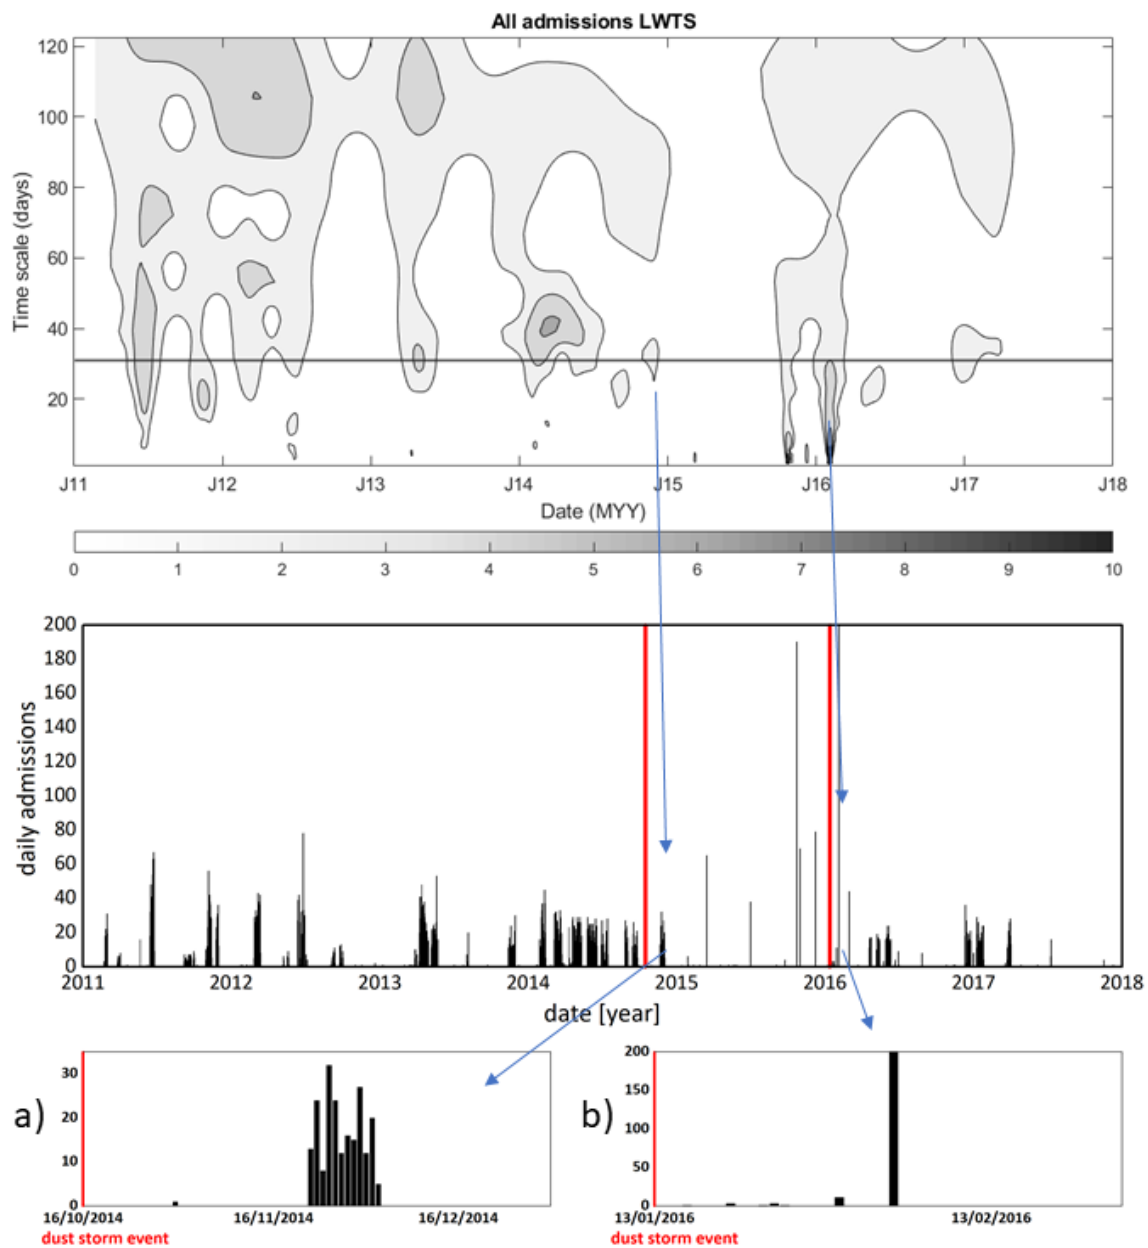 All admissions LWTS
120
100
80
60
40
20
Time scale (days)
J11 J12 J13 J14 J15 J16 J17 J18
Date (MYY)
0 1 2 3 4 5 6 7 8 9 10
200
180
160
140
120
100
80
60
40
20
0
daily admissions
2011 2012 2013 2014 2015 2016 2017 2018
date [year]
a)
30
20
10
0
16/10/2014 16/11/2014 16/12/2014
dust storm event
b)
200
150
100
50
0
13/01/2016 13/02/2016
dust storm event